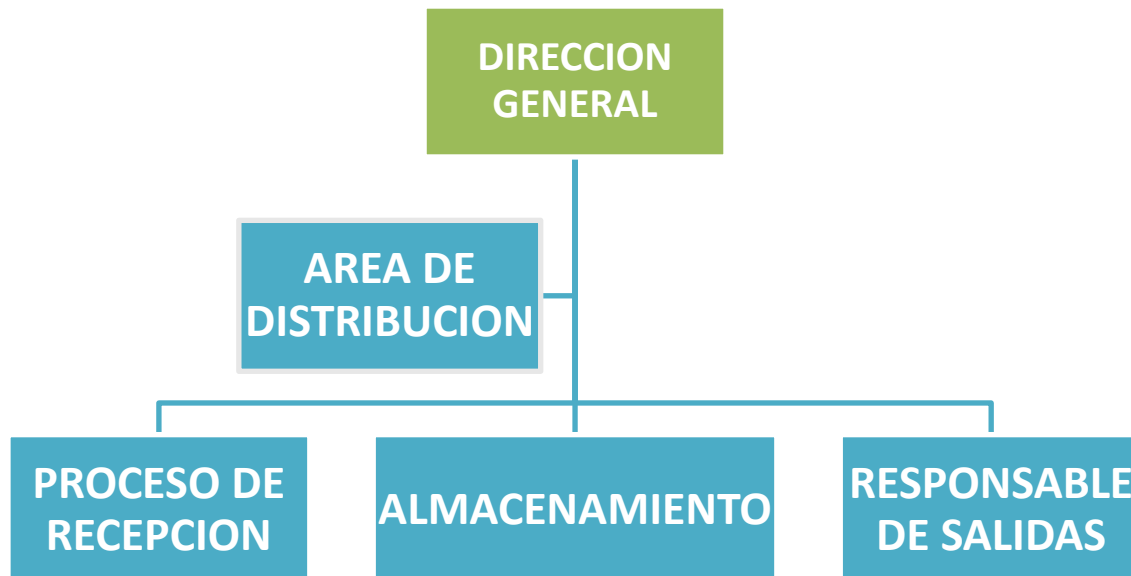 DIRECCION
GENERAL
AREA DE
DISTRIBUCION
PROCESO DE
RECEPCION
ALMACENAMIENTO
RESPONSABLE
DE SALIDAS